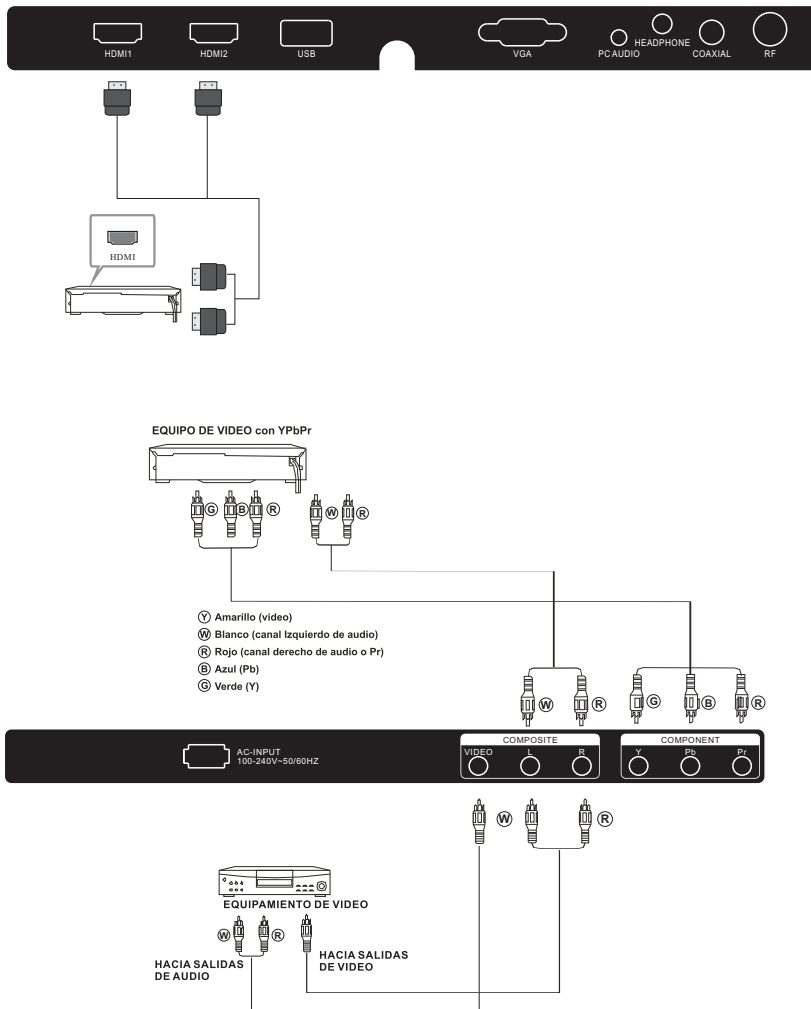 HDMI1 HDMI2 USB VGA PC AUDIO HEADPHONE COAXIAL RF
HDMI
EQUIPO DE VIDEO con YPbPr
G B R W R
Y Amarillo (video)
W Blanco (canal Izquierdo de audio)
R Rojo (canal derecho de audio o Pr)
B Azul (Pb)
G Verde (Y)
W R G B R
AC-INPUT
100-240V~50/60HZ
COMPOSITE COMPONENT
VIDEO L R Y Pb Pr
W R
EQUIPAMIENTO DE VIDEO
W R
HACIA SALIDAS
DE AUDIO
HACIA SALIDAS
DE VIDEO